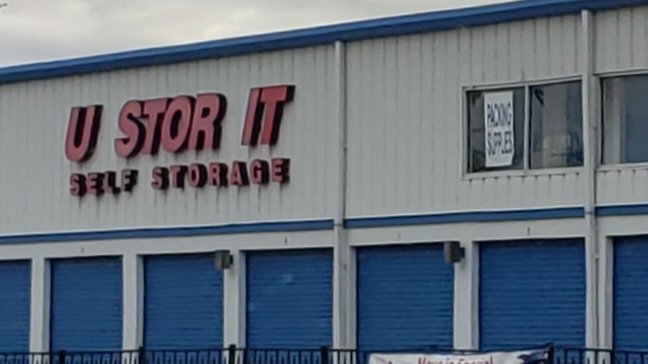 U STOR IT
SELF STORAGE
PACKING
SUPPLIES